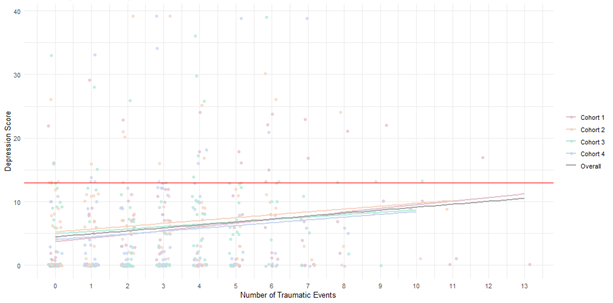 40
30
20
10
0
Depression Score
0 1 2 3 4 5 6 7 8 9 10 11 12 13
Number of Traumatic Events
Cohort 1
Cohort 2
Cohort 3
Cohort 4
Overall